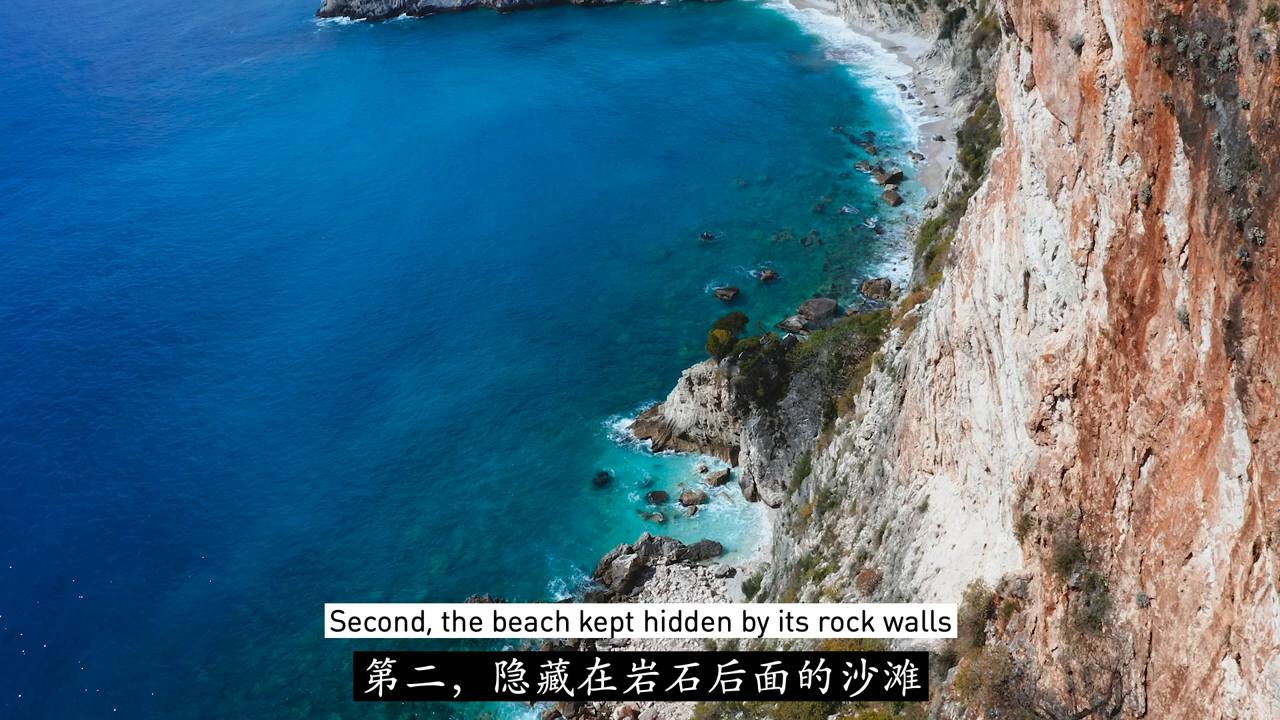 Second, the beach kept hidden by its rock walls
第二，隐藏在岩石后面的沙滩